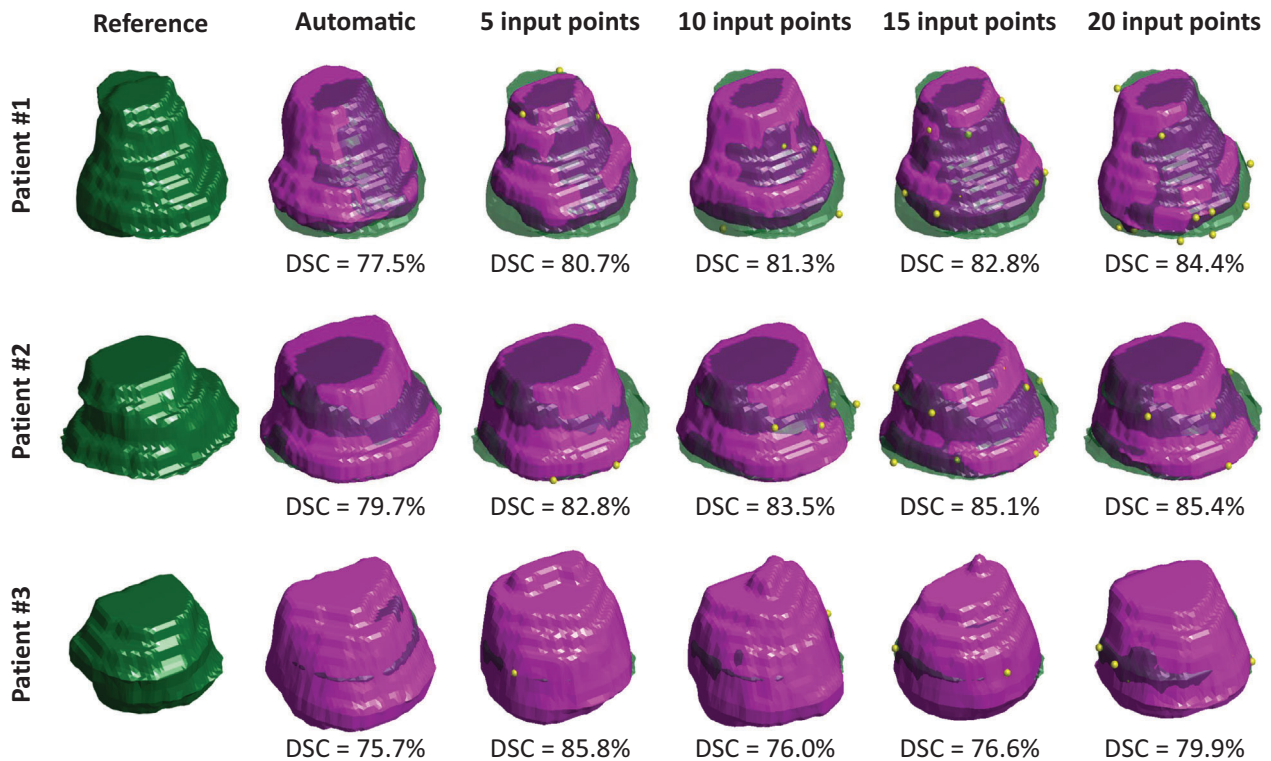 Reference Automatic 5 input points 10 input points 15 input points 20 input points
Patient #1
DSC = 77.5% DSC = 80.7% DSC = 81.3% DSC = 82.8% DSC = 84.4%
Patient #2
DSC = 79.7% DSC = 82.8% DSC = 83.5% DSC = 85.1% DSC = 85.4%
Patient #3
DSC = 75.7% DSC = 85.8% DSC = 76.0% DSC = 76.6% DSC = 79.9%